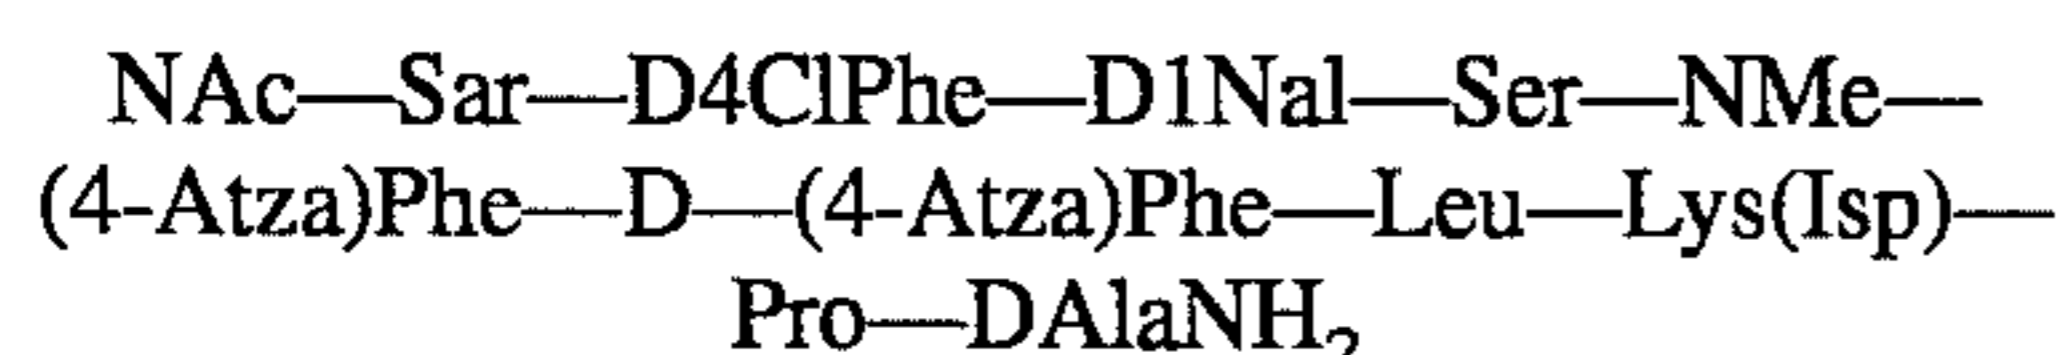 NAc—Sar—D4ClPhe—D1Nal—Ser—NMe—
(4-Atza)Phe—D—(4-Atza)Phe—Leu—Lys(Isp)—
Pro—DAlaNH₂